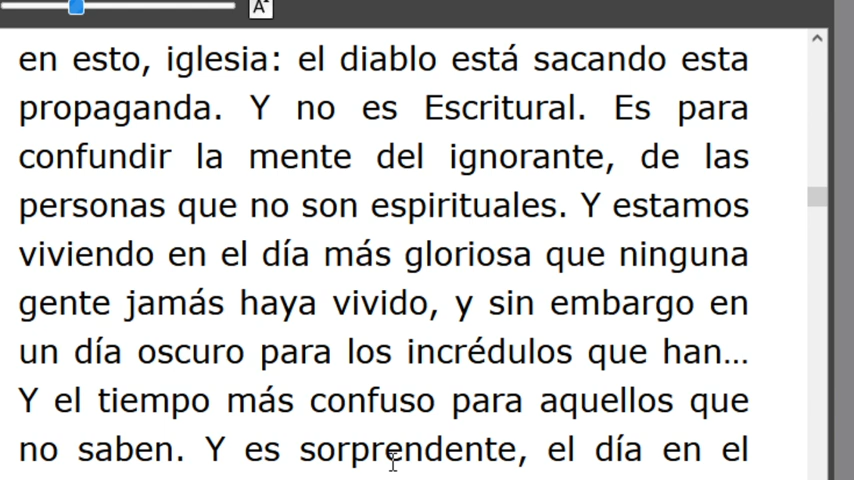 A
en esto, iglesia: el diablo está sacando esta
propaganda. Y no es Escritural. Es para
confundir la mente del ignorante, de las
personas que no son espirituales. Y estamos
viviendo en el día más gloriosa que ninguna
gente jamás haya vivido, y sin embargo en
un día oscuro para los incrédulos que han…
Y el tiempo más confuso para aquellos que
no saben. Y es sorprendente, el día en el